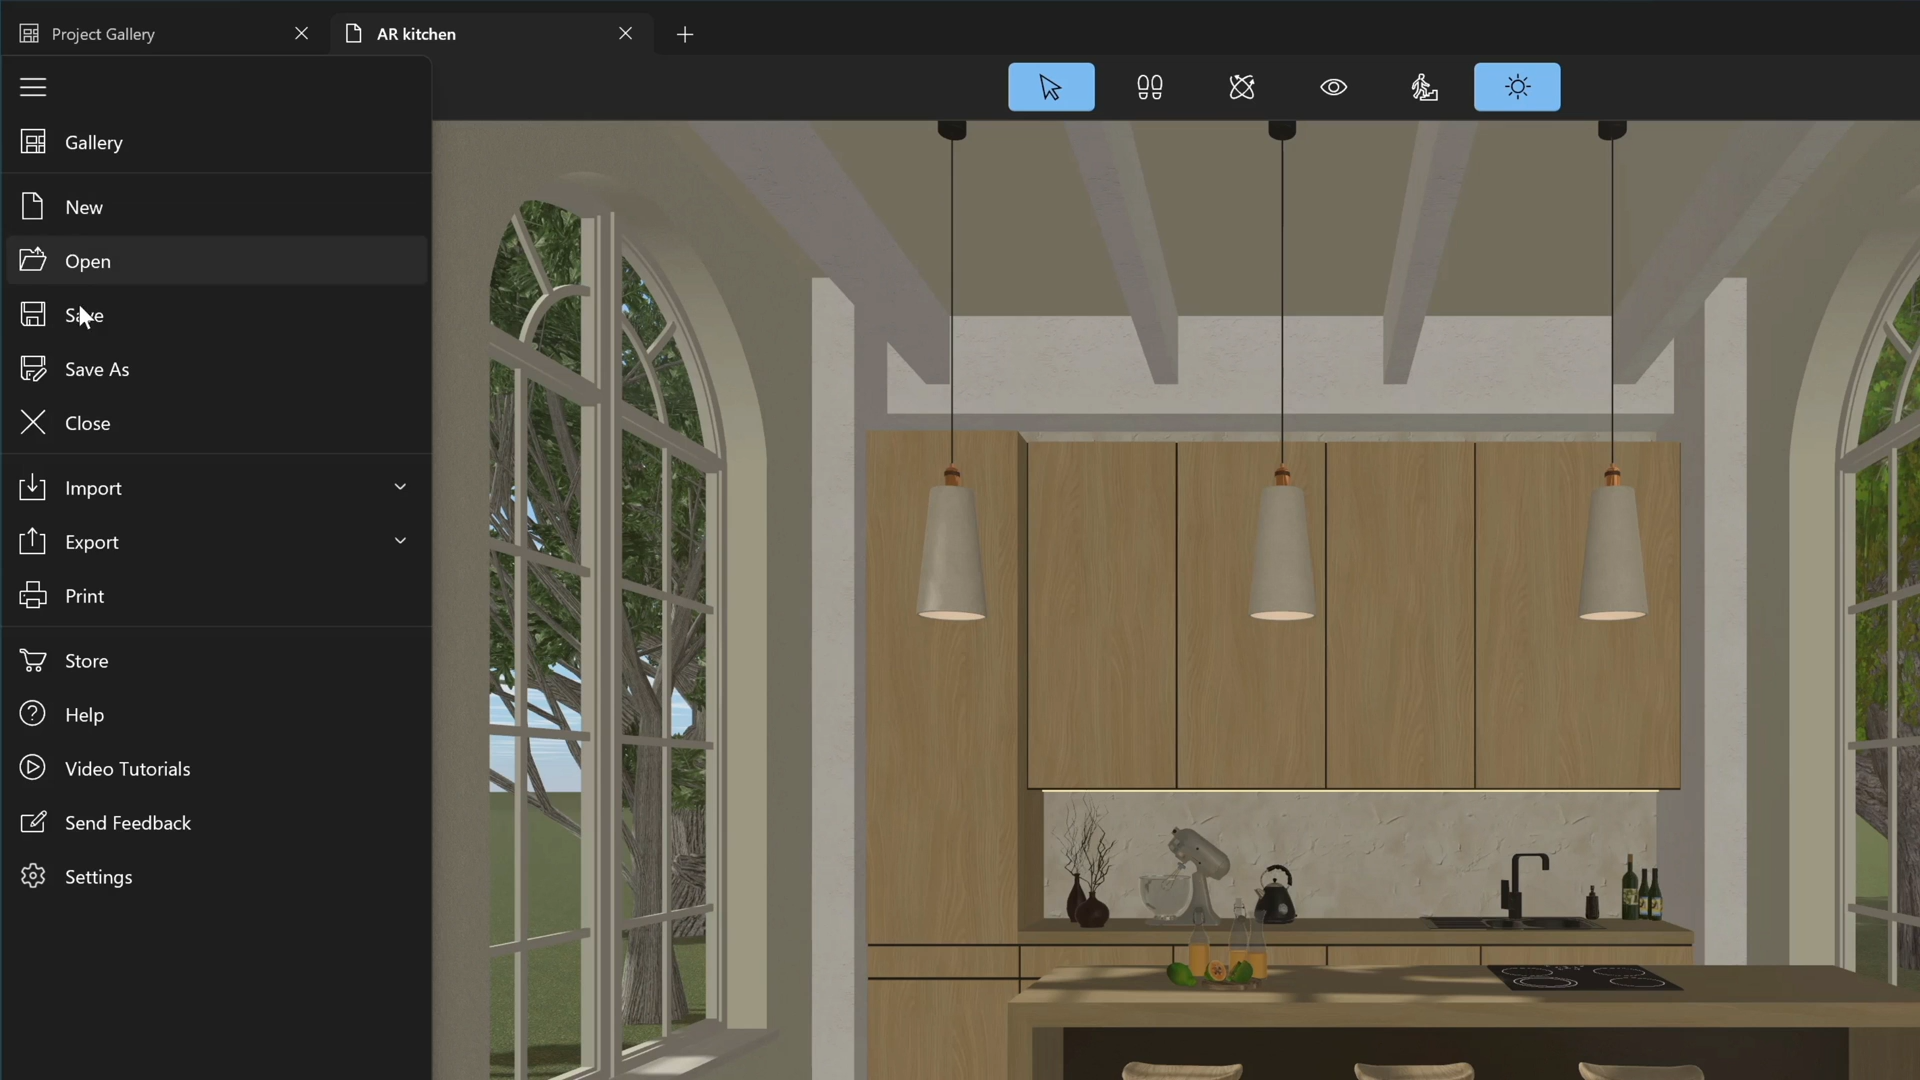 Project Gallery
AR kitchen
Gallery
New
Open
Save
Save As
Close
Import
Export
Print
Store
Help
Video Tutorials
Send Feedback
Settings